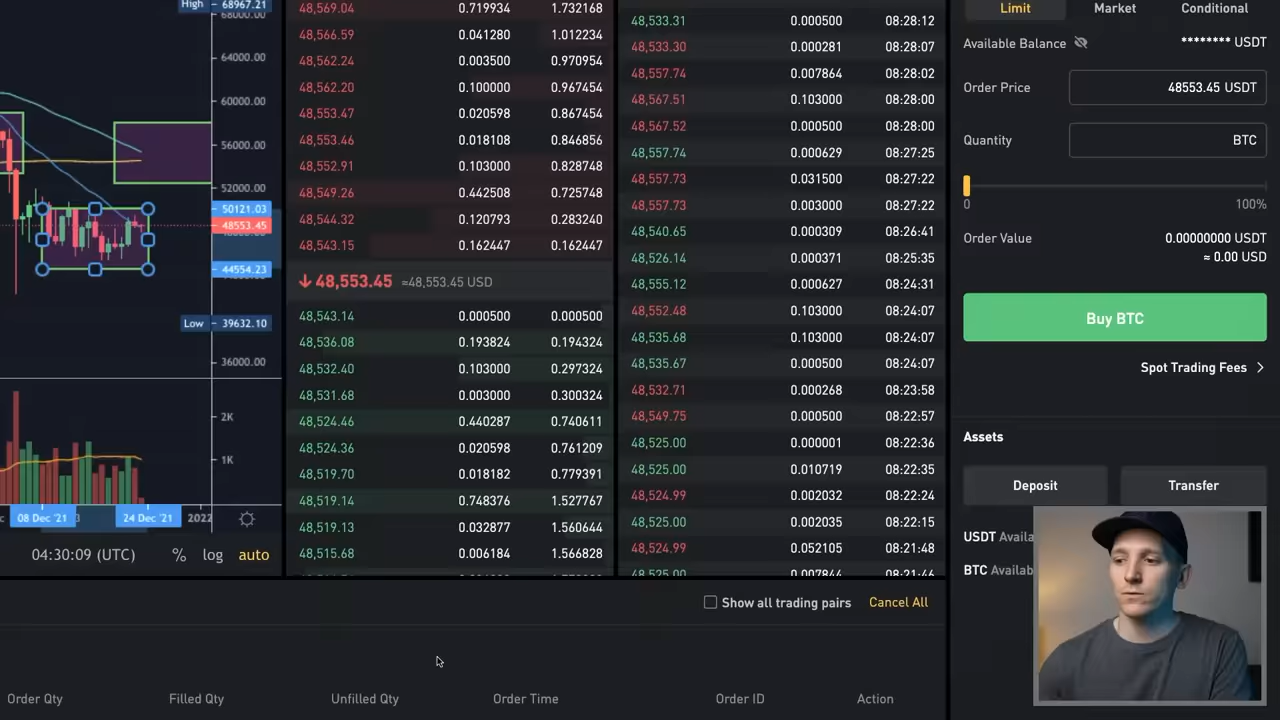 High 68967.21
68000.00
64000.00
60000.00
56000.00
52000.00
50121.03
48553.45
44554.23
Low 39632.10
36000.00
2K
1K
c 08 Dec '21 3 24 Dec '21 2022
04:30:09 (UTC) % log auto
48,569.04 0.719934 1.732168
48,566.59 0.041280 1.012234
48,562.24 0.003500 0.970954
48,562.20 0.100000 0.967454
48,553.47 0.020598 0.867454
48,553.46 0.018108 0.846856
48,552.91 0.103000 0.828748
48,549.26 0.442508 0.725748
48,544.32 0.120793 0.283240
48,543.15 0.162447 0.162447
48,553.45 ≈48,553.45 USD
48,543.14 0.000500 0.000500
48,536.08 0.193824 0.194324
48,532.40 0.103000 0.297324
48,531.68 0.003000 0.300324
48,524.46 0.440287 0.740611
48,524.36 0.020598 0.761209
48,519.70 0.018182 0.779391
48,519.14 0.748376 1.527767
48,519.13 0.032877 1.560644
48,515.68 0.006184 1.566828
48,533.31 0.000500 08:28:12
48,533.30 0.000281 08:28:07
48,557.74 0.007864 08:28:02
48,567.51 0.103000 08:28:00
48,567.52 0.000500 08:28:00
48,557.74 0.000629 08:27:25
48,557.73 0.031500 08:27:22
48,557.73 0.003000 08:27:22
48,540.65 0.000309 08:26:41
48,526.14 0.000371 08:25:35
48,555.12 0.000627 08:24:31
48,552.48 0.103000 08:24:07
48,535.68 0.103000 08:24:07
48,535.67 0.000500 08:24:07
48,532.71 0.000268 08:23:58
48,549.75 0.000500 08:22:57
48,525.00 0.000001 08:22:36
48,525.00 0.010719 08:22:35
48,524.99 0.002032 08:22:24
48,525.00 0.002035 08:22:15
48,524.99 0.052105 08:21:48
48,525.00 0.007844 08:21:46
Limit Market Conditional
Available Balance ******** USDT
Order Price 48553.45 USDT
Quantity BTC
0 100%
Order Value 0.00000000 USDT
≈ 0.00 USD
Buy BTC
Spot Trading Fees
Assets
Deposit Transfer
USDT Availa
BTC Availab
Show all trading pairs Cancel All
Order Qty Filled Qty Unfilled Qty Order Time Order ID Action